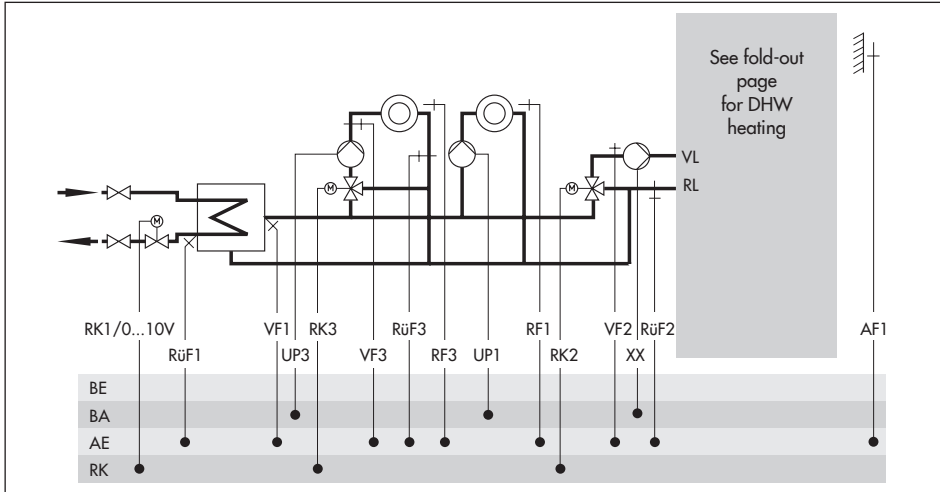 See fold-out
page
for DHW
heating
VL
RL
M
M
M
RK1/0...10V VF1 RK3 RüF3 RF1 VF2 RüF2 AF1
RüF1 UP3 VF3 RF3 UP1 RK2 XX
BE
BA
AE
RK